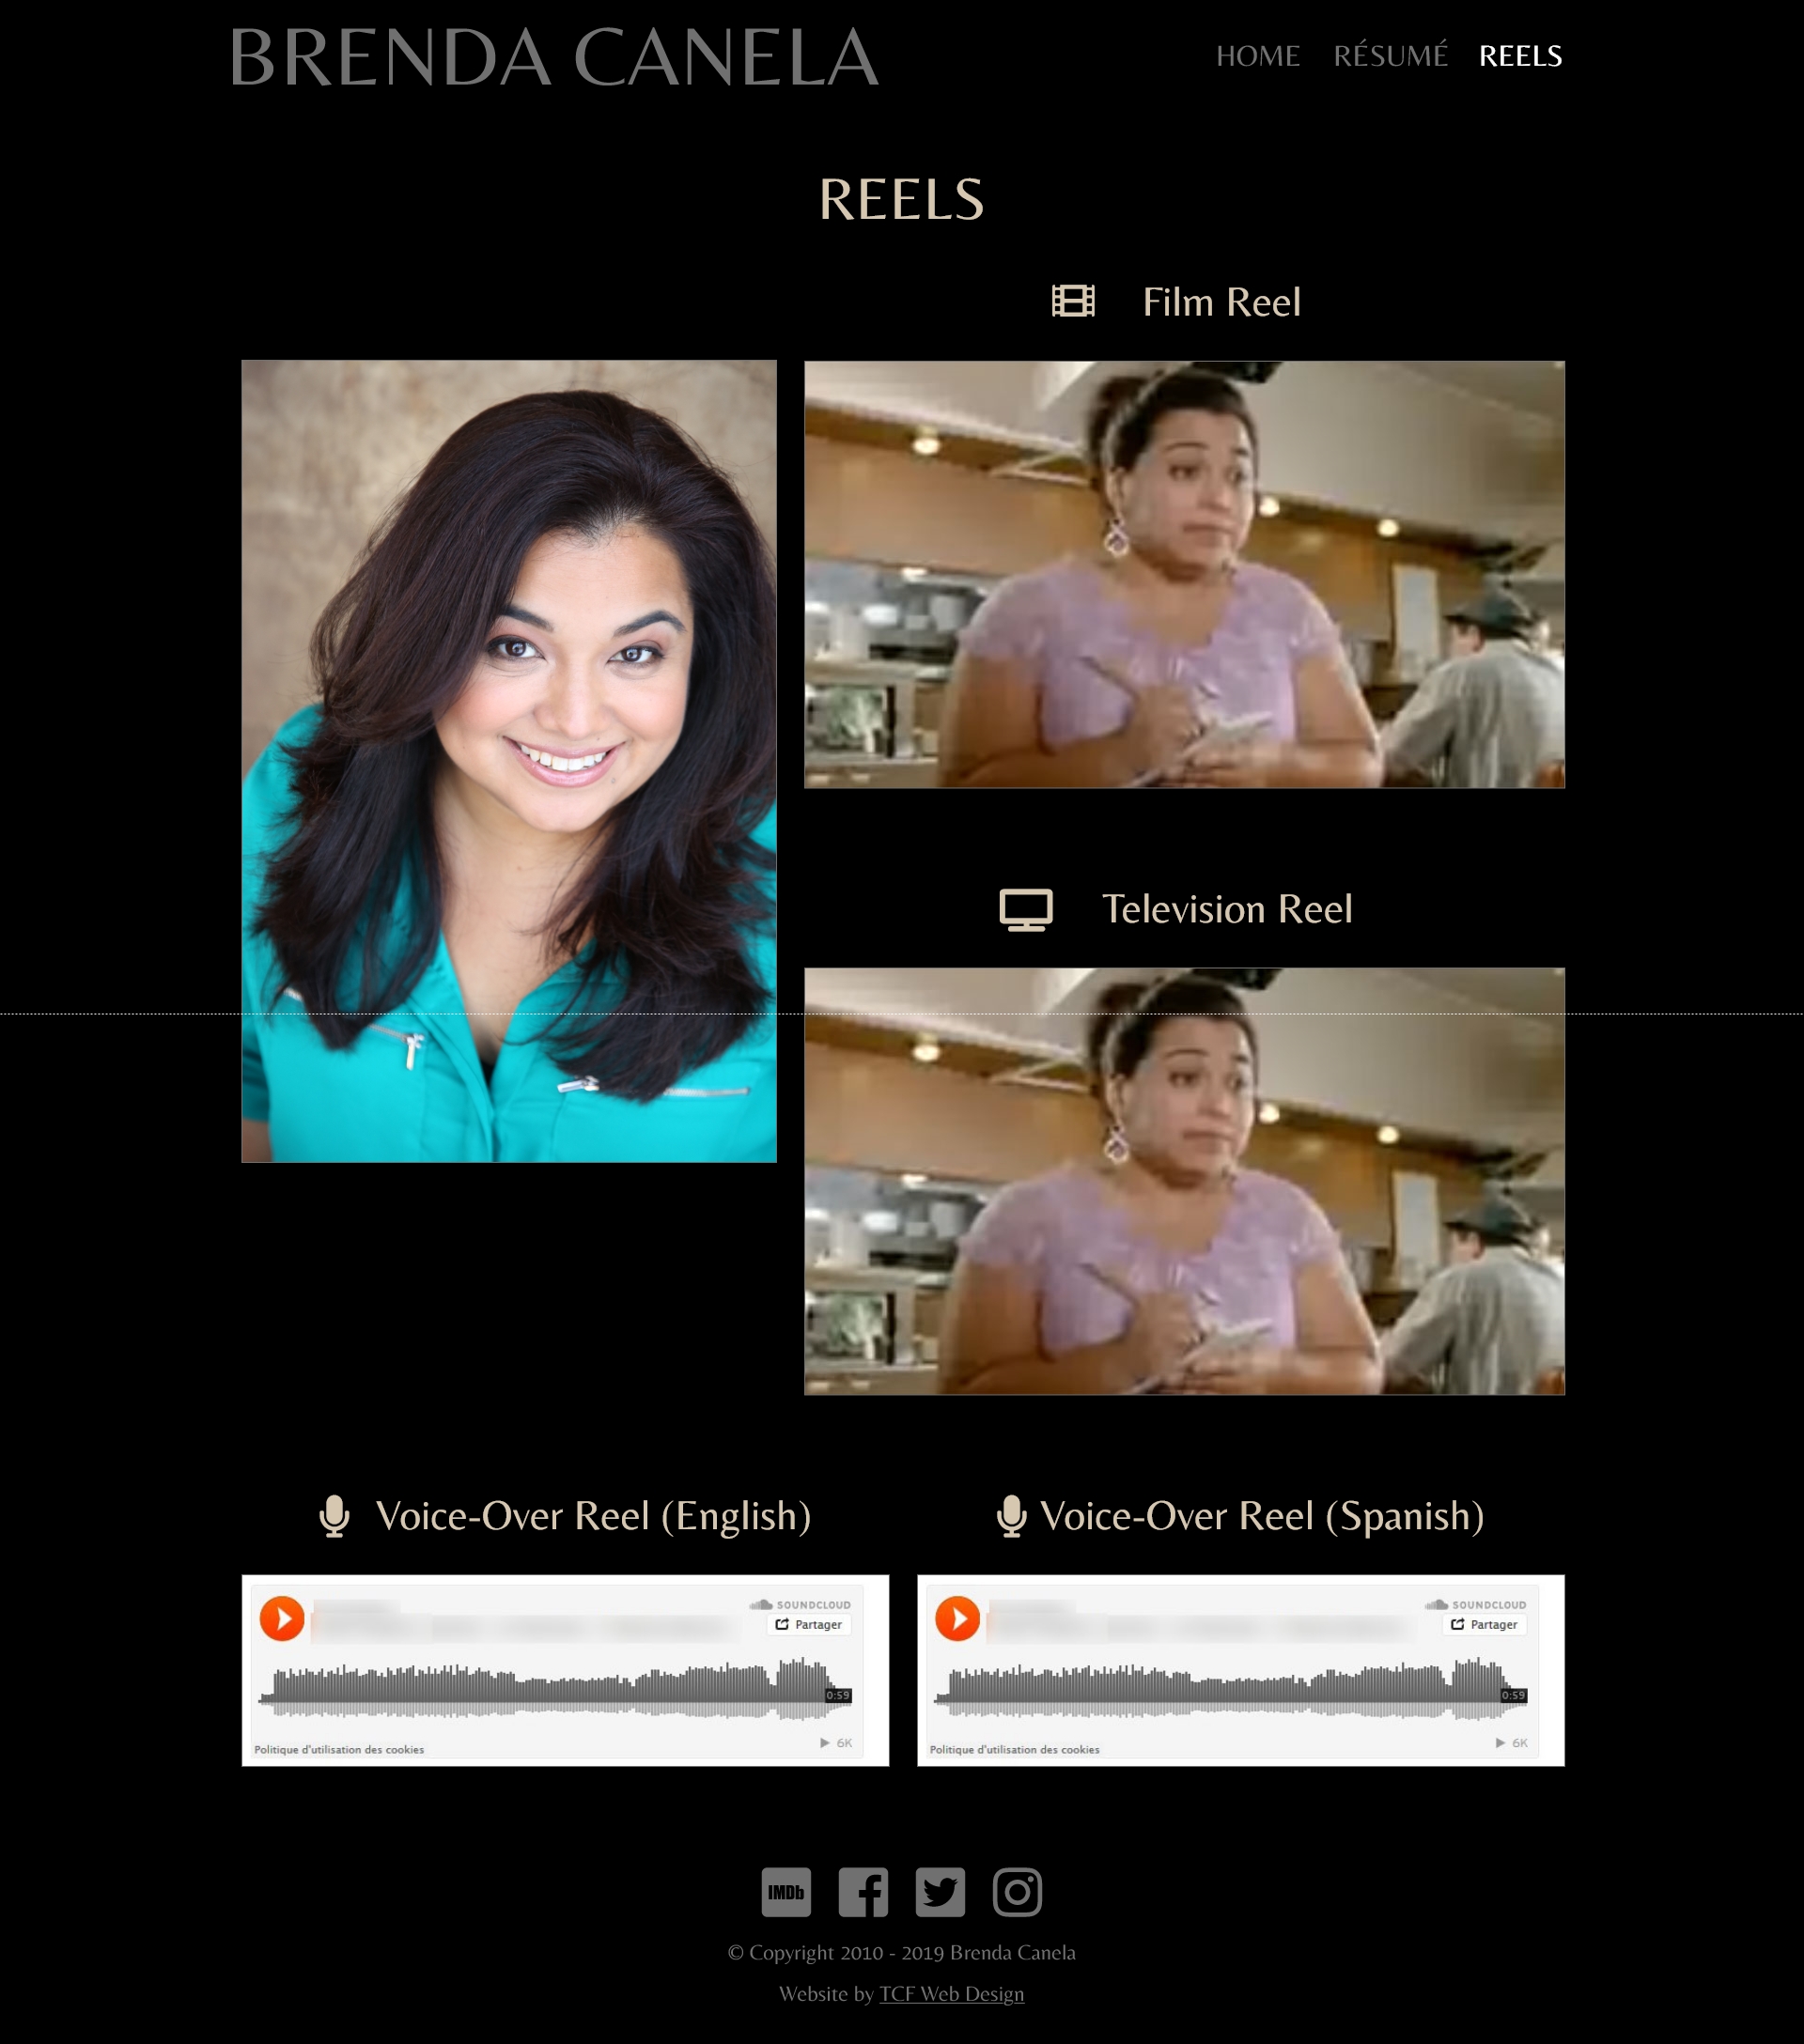 BRENDA CANELA
HOME RÉSUMÉ REELS
REELS
Film Reel
Television Reel
Voice-Over Reel (English)
SOUNDCLOUD
Partager
0:59
6K
Politique d'utilisation des cookies
Voice-Over Reel (Spanish)
SOUNDCLOUD
Partager
0:59
6K
Politique d'utilisation des cookies
IMDb
© Copyright 2010 - 2019 Brenda Canela
Website by TCF Web Design